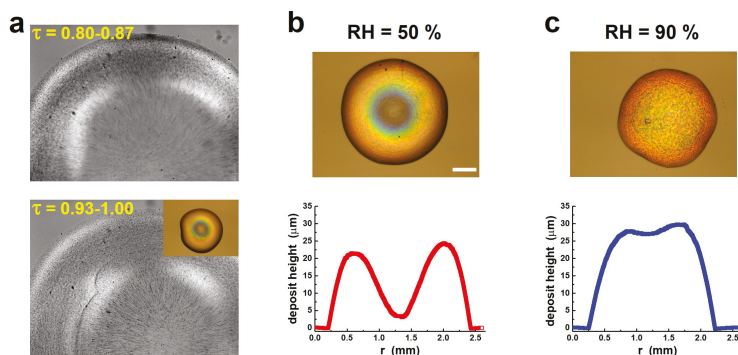 a
τ = 0.80-0.87
τ = 0.93-1.00
b
RH = 50 %
deposit height (μm)
35
30
25
20
15
10
5
0
0.0 0.5 1.0 1.5 2.0 2.5
r (mm)
c
RH = 90 %
deposit height (μm)
35
30
25
20
15
10
5
0
0.0 0.5 1.0 1.5 2.0 2.5
r (mm)